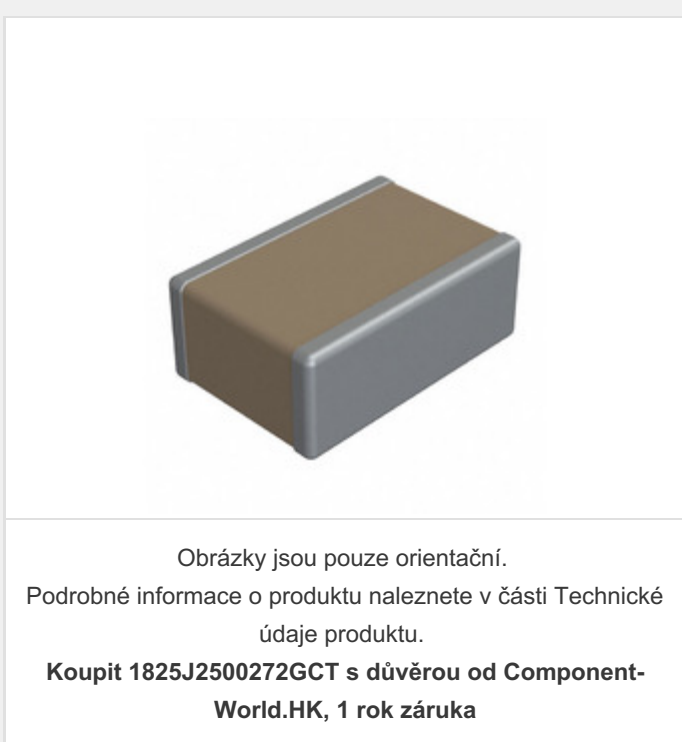 Obrázky jsou pouze orientační.
Podrobné informace o produktu naleznete v části Technické
údaje produktu.
Koupit 1825J2500272GCT s důvěrou od Component-
World.HK, 1 rok záruka